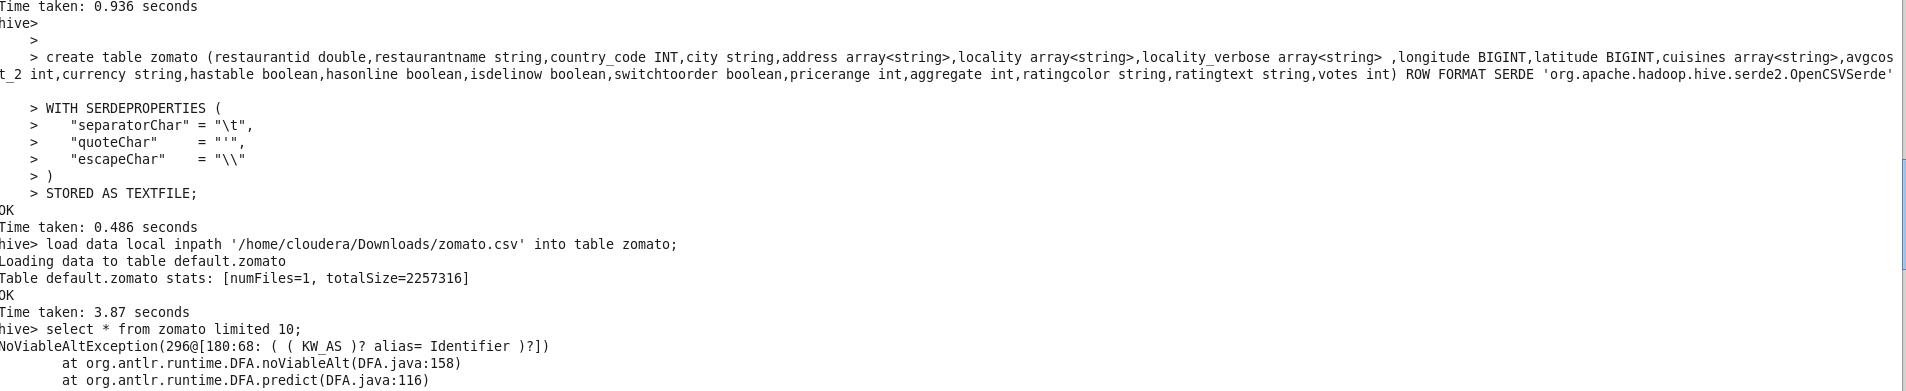 Time taken: 0.936 seconds
hive>
    >
    > create table zomato (restaurantid double,restaurantname string,country_code INT,city string,address array<string>,locality array<string>,locality_verbose array<string> ,longitude BIGINT,latitude BIGINT,cuisines array<string>,avgcos
t_2 int,currency string,hastable boolean,hasonline boolean,isdelinow boolean,switchtoorder boolean,pricerange int,aggregate int,ratingcolor string,ratingtext string,votes int) ROW FORMAT SERDE 'org.apache.hadoop.hive.serde2.OpenCSVSerde'
    > WITH SERDEPROPERTIES (
    >    "separatorChar" = "\t",
    >    "quoteChar"     = "'",
    >    "escapeChar"    = "\\"
    > )
    > STORED AS TEXTFILE;
OK
Time taken: 0.486 seconds
hive> load data local inpath '/home/cloudera/Downloads/zomato.csv' into table zomato;
Loading data to table default.zomato
Table default.zomato stats: [numFiles=1, totalSize=2257316]
OK
Time taken: 3.87 seconds
hive> select * from zomato limited 10;
NoViableAltException(296@[180:68: ( ( KW_AS )? alias= Identifier )?])
        at org.antlr.runtime.DFA.noViableAlt(DFA.java:158)
        at org.antlr.runtime.DFA.predict(DFA.java:116)